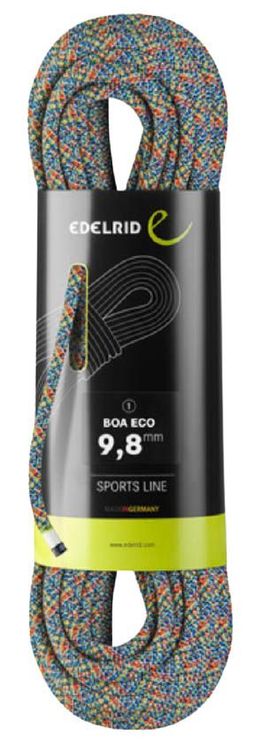 EDELRID e
1
BOA ECO
9,8mm
SPORTS LINE
MADE IN GERMANY
www.edelrid.com